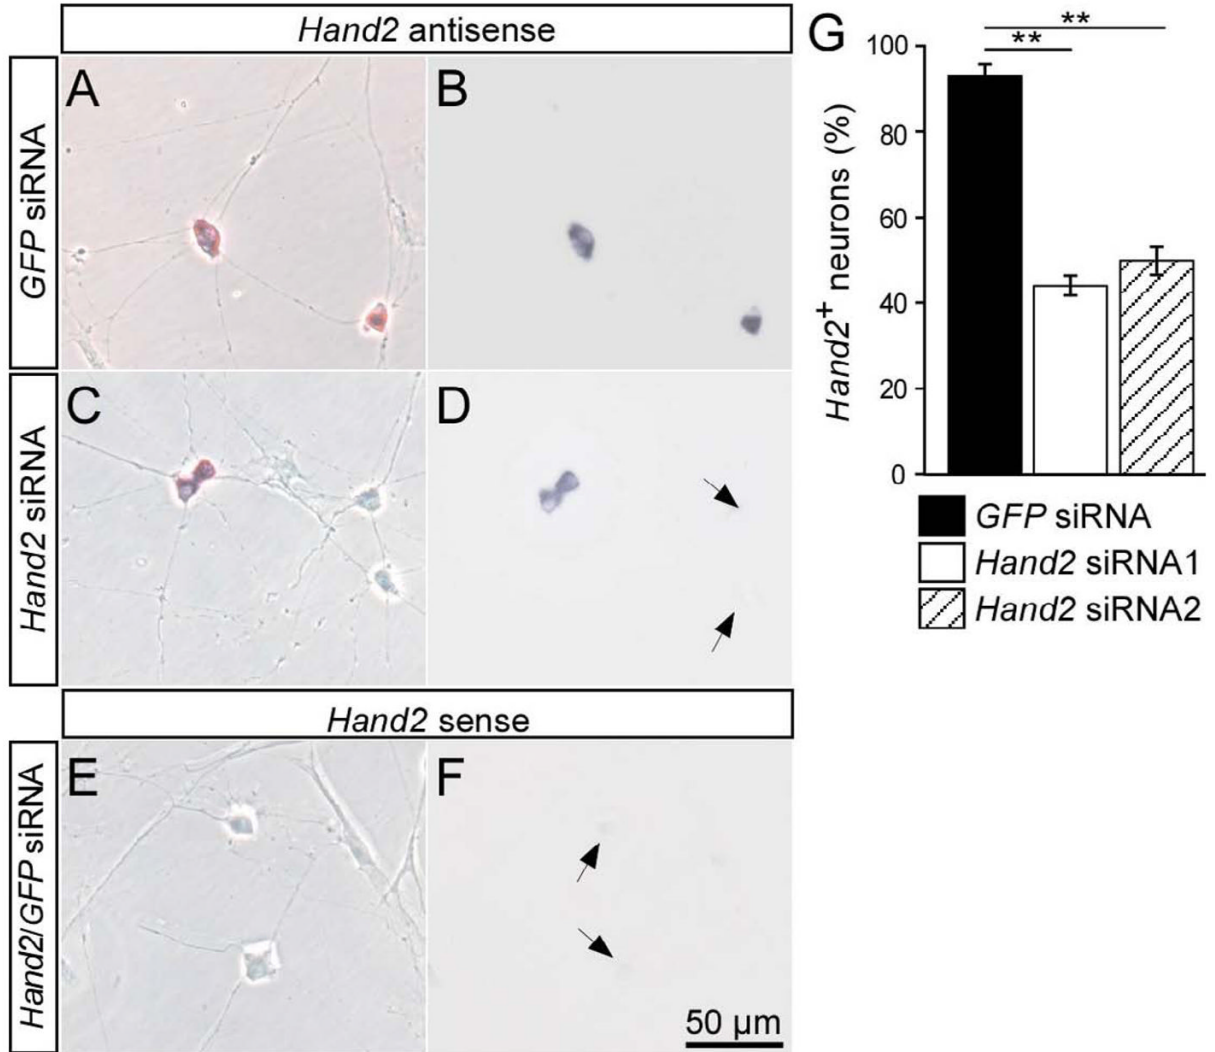 Hand2 antisense
GFP siRNA
A
B
Hand2 siRNA
C
D
Hand2 sense
Hand2/GFP siRNA
E
F
50 µm
G
**
**
Hand2+ neurons (%)
100
80
60
40
20
0
GFP siRNA
Hand2 siRNA1
Hand2 siRNA2